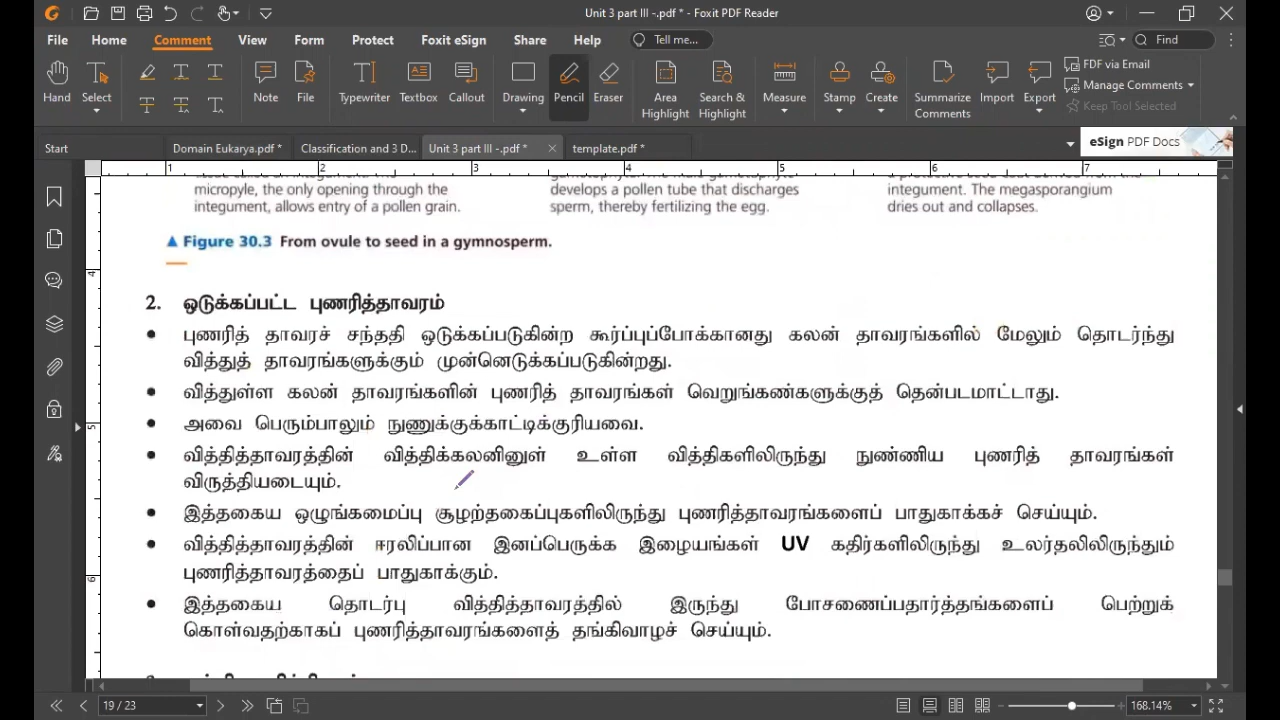 Unit 3 part III -.pdf * - Foxit PDF Reader
File Home Comment View Form Protect Foxit eSign Share Help Tell me... Find
Hand Select Note File Typewriter Textbox Callout Drawing Pencil Eraser Area Highlight Search & Highlight Measure Stamp Create Summarize Comments Import Export
PDF via Email
Manage Comments
Keep Tool Selected
Start Domain Eukarya.pdf * Classification and 3 D... Unit 3 part III -.pdf * template.pdf * eSign PDF Docs
1 2 3 5 6 7
micropyle, the only opening through the
integument, allows entry of a pollen grain.
develops a pollen tube that discharges
sperm, thereby fertilizing the egg.
integument. The megasporangium
dries out and collapses.
▲ Figure 30.3 From ovule to seed in a gymnosperm.
2. ஒடுக்கப்பட்ட புணரித்தாவரம்
• புணரித் தாவரச் சந்ததி ஒடுக்கப்படுகின்ற கூர்ப்புப்போக்கானது கலன் தாவரங்களில் மேலும் தொடர்ந்து
வித்துத் தாவரங்களுக்கும் முன்னெடுக்கப்படுகின்றது.
• வித்துள்ள கலன் தாவரங்களின் புணரித் தாவரங்கள் வெறுங்கண்களுக்குத் தென்படமாட்டாது.
• அவை பெரும்பாலும் நுணுக்குக்காட்டிக்குரியவை.
• வித்தித்தாவரத்தின் வித்திக்கலனினுள் உள்ள வித்திகளிலிருந்து நுண்ணிய புணரித் தாவரங்கள்
விருத்தியடையும்.
• இத்தகைய ஒழுங்கமைப்பு சூழற்தகைப்புகளிலிருந்து புணரித்தாவரங்களைப் பாதுகாக்கச் செய்யும்.
• வித்தித்தாவரத்தின் ஈரலிப்பான இனப்பெருக்க இழையங்கள் UV கதிர்களிலிருந்து உலர்தலிலிருந்தும்
புணரித்தாவரத்தைப் பாதுகாக்கும்.
• இத்தகைய தொடர்பு வித்தித்தாவரத்தில் இருந்து போசணைப்பதார்த்தங்களைப் பெற்றுக்
கொள்வதற்காகப் புணரித்தாவரங்களைத் தங்கிவாழச் செய்யும்.
4
5
6
19 / 23 168.14%